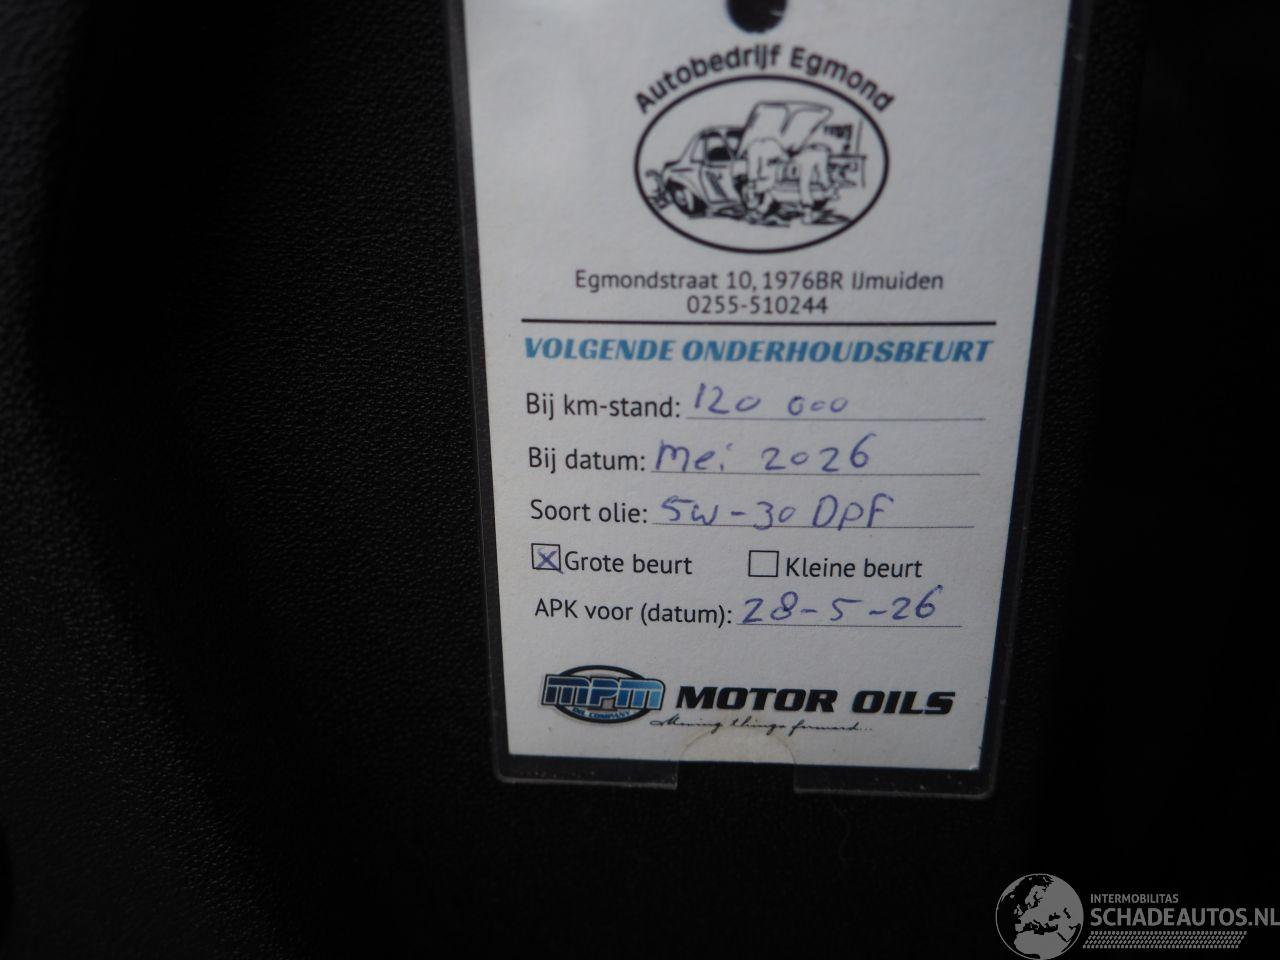 Autobedrijf Egmond
Egmondstraat 10, 1976BR IJmuiden
0255-510244
VOLGENDE ONDERHOUDSBEURT
Bij km-stand: 120 000
Bij datum: Mei 2026
Soort olie: 5W-30 DPF
Grote beurt Kleine beurt
APK voor (datum): 28-5-26
MPM
OIL COMPANY
MOTOR OILS
Moving things forward...
INTERMOBILITAS
SCHADEAUTOS.NL